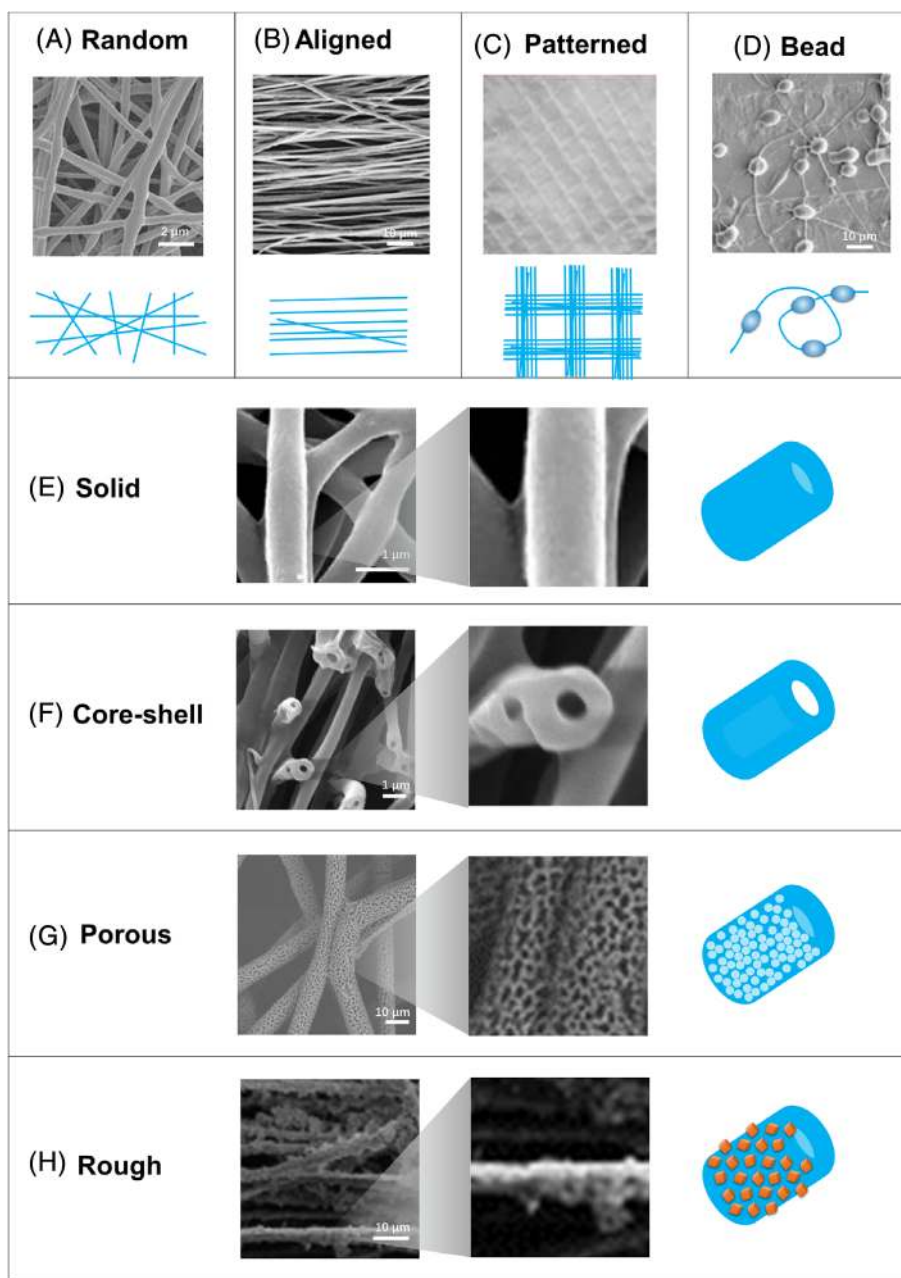 (A) Random
(B) Aligned
(C) Patterned
(D) Bead
2 μm
10 μm
10 μm
(E) Solid
1 μm
(F) Core-shell
1 μm
(G) Porous
10 μm
(H) Rough
10 μm